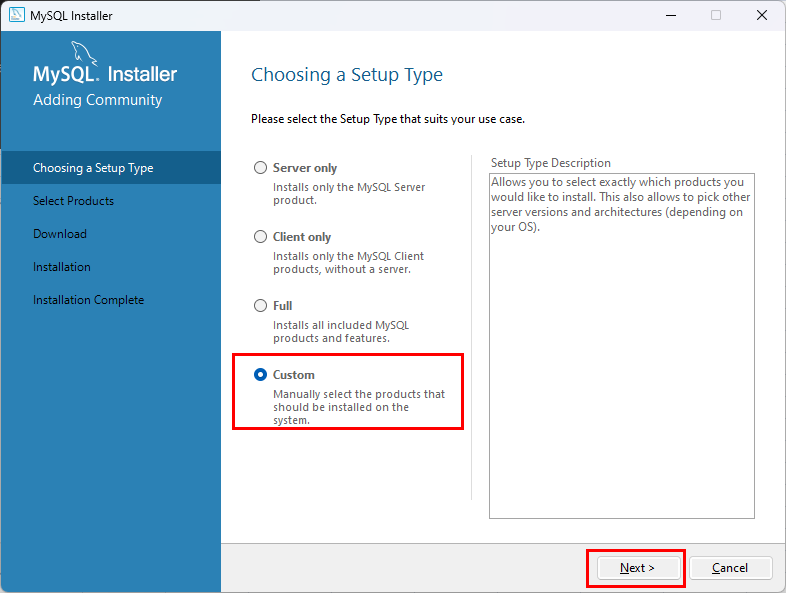 MySQL Installer
MySQL. Installer
Adding Community
Choosing a Setup Type
Select Products
Download
Installation
Installation Complete
Choosing a Setup Type
Please select the Setup Type that suits your use case.
Server only
Installs only the MySQL Server
product.
Client only
Installs only the MySQL Client
products, without a server.
Full
Installs all included MySQL
products and features.
Custom
Manually select the products that
should be installed on the
system.
Setup Type Description
Allows you to select exactly which products you
would like to install. This also allows to pick other
server versions and architectures (depending on
your OS).
Next >
Cancel